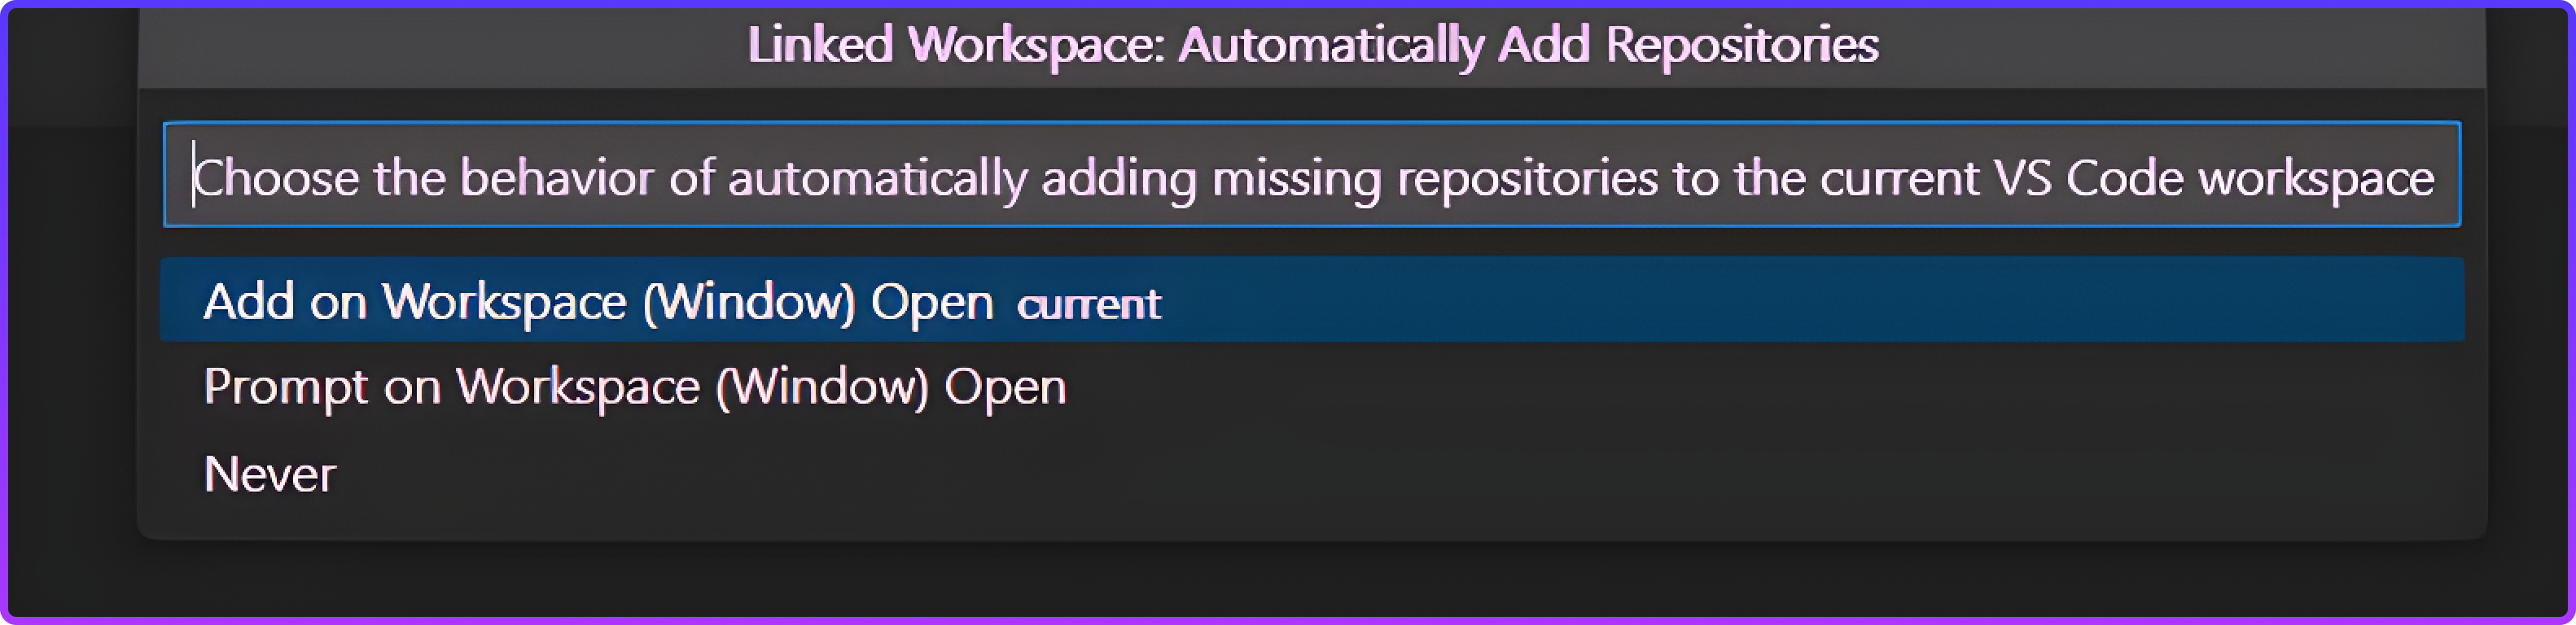 Linked Workspace: Automatically Add Repositories
Choose the behavior of automatically adding missing repositories to the current VS Code workspace
Add on Workspace (Window) Open current
Prompt on Workspace (Window) Open
Never